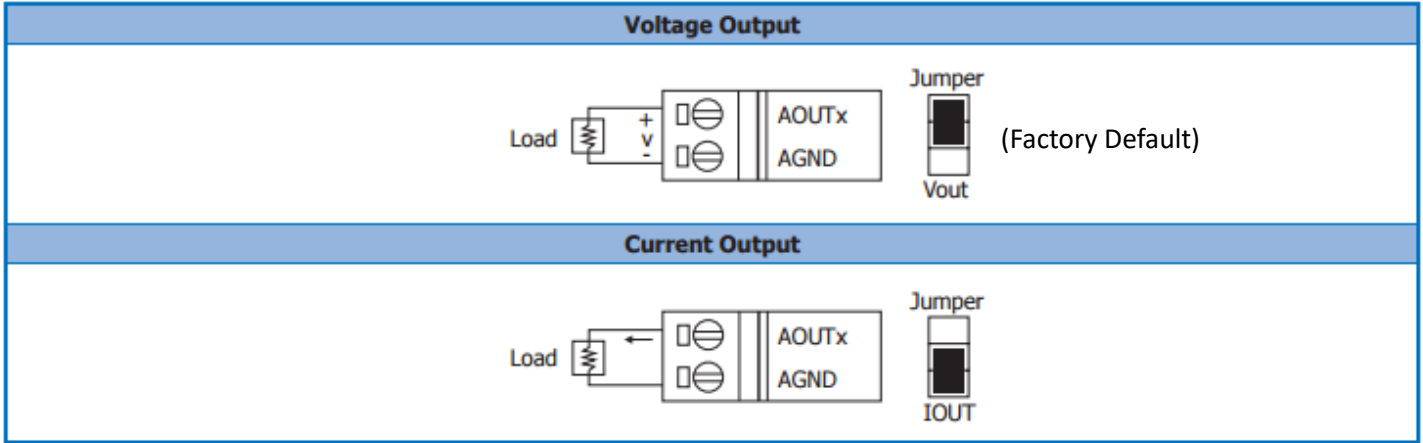 Voltage Output
Jumper
Load
+
V
-
AOUTx
AGND
(Factory Default)
Vout
Current Output
Jumper
Load
AOUTx
AGND
IOUT